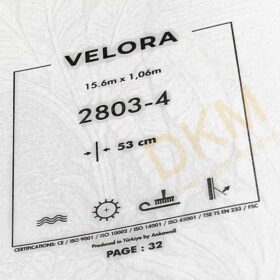 VELORA
15.6m x 1,06m
2803-4
53 cm
DKM
CERTIFICATIONS: CE / ISO 9001 / ISO 10002 / ISO 14001 / ISO 45001 / TSE TS EN 233 / FSC
Produced in Türkiye by Ankawall
PAGE : 32